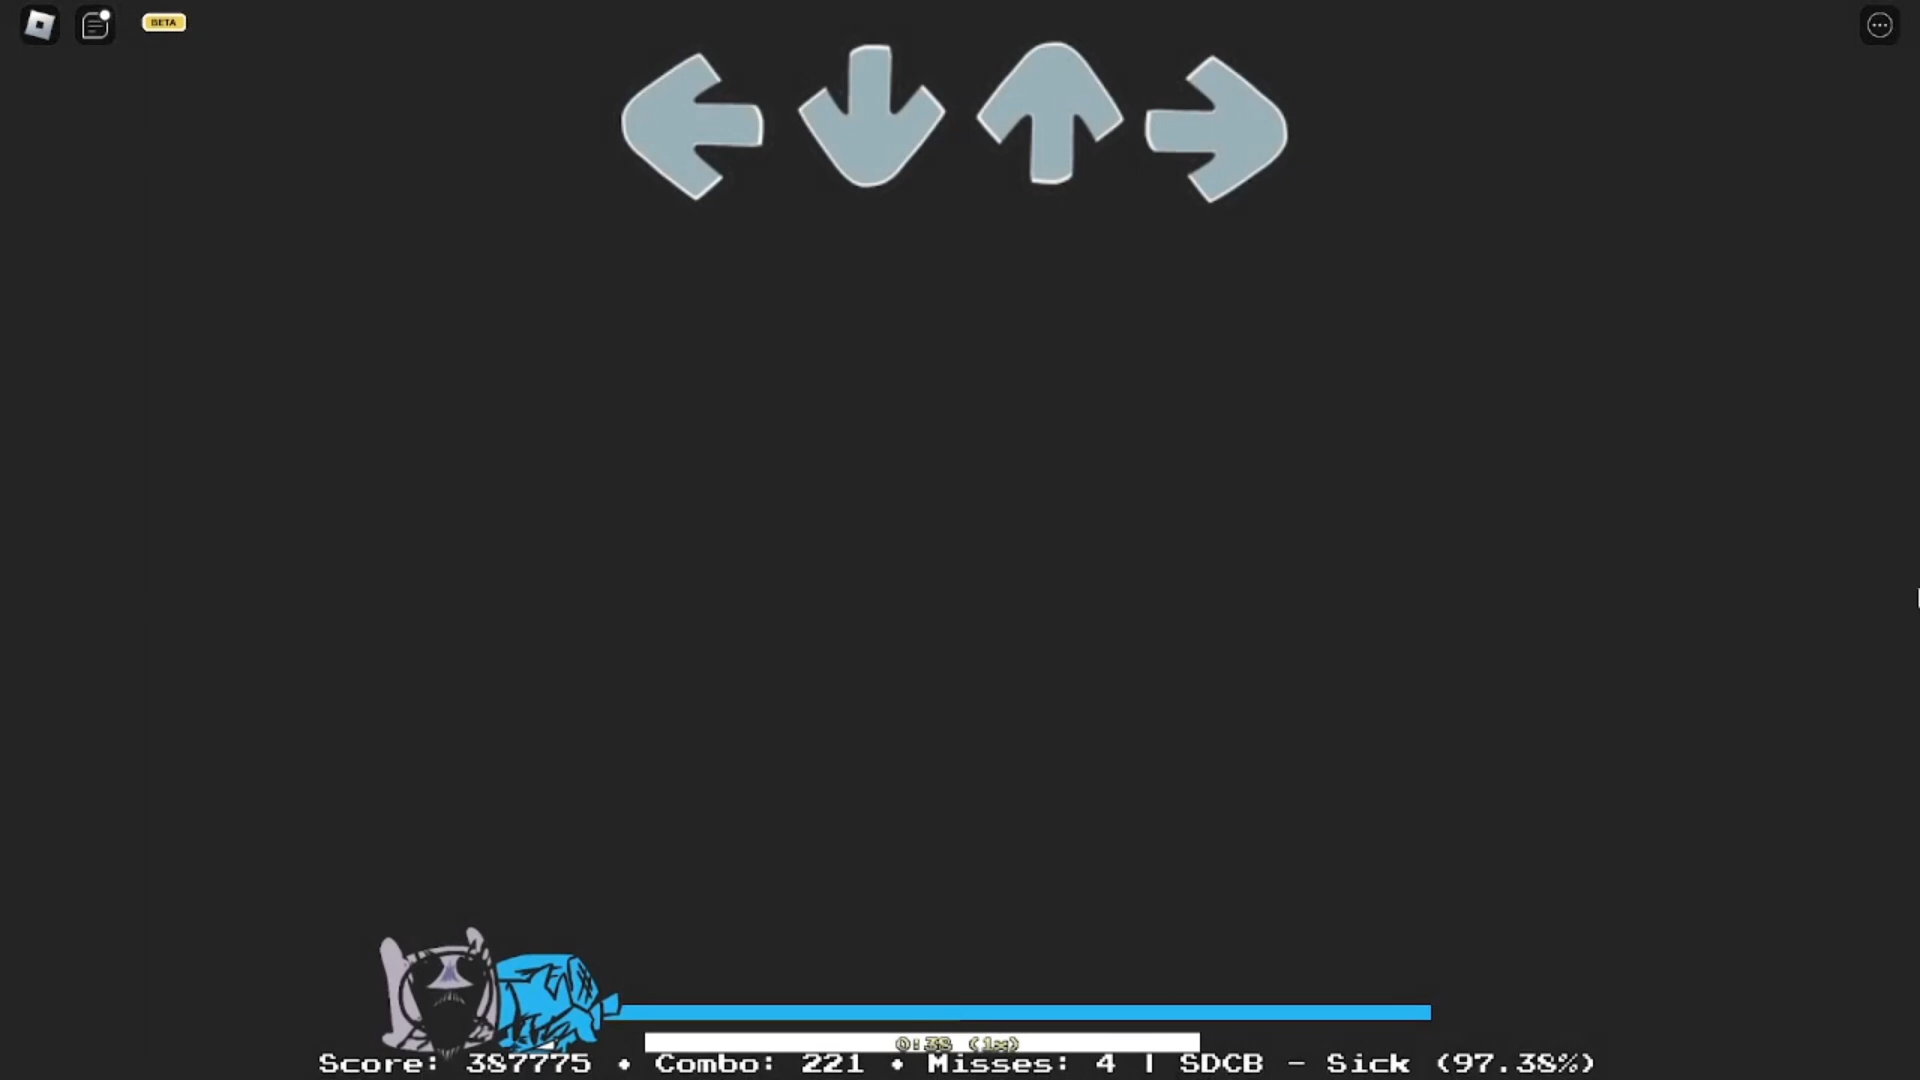 BETA
0:38 (1x)
Score: 387775 • Combo: 221 • Misses: 4 | SDCB - Sick (97.38%)